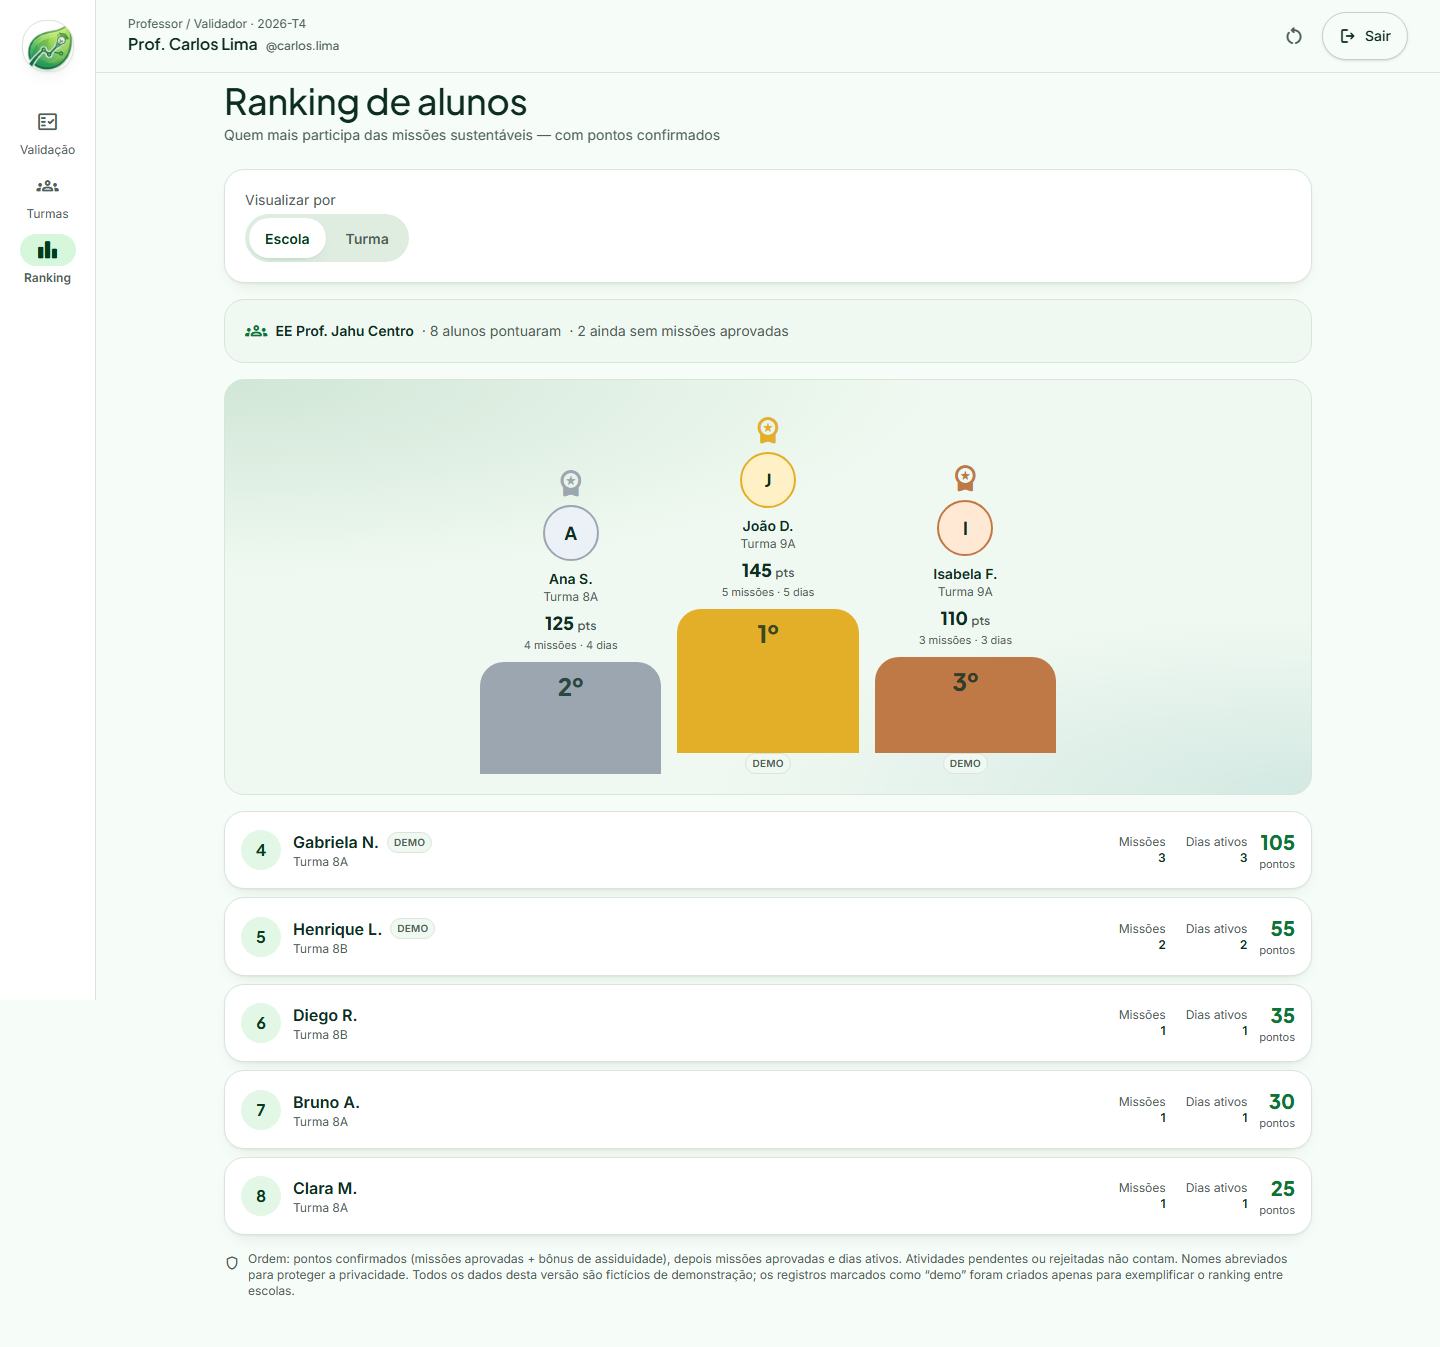 Professor / Validador · 2026-T4
Prof. Carlos Lima @carlos.lima
Sair
Validação
Turmas
Ranking
Ranking de alunos
Quem mais participa das missões sustentáveis — com pontos confirmados
Visualizar por
Escola Turma
EE Prof. Jahu Centro · 8 alunos pontuaram · 2 ainda sem missões aprovadas
A
Ana S.
Turma 8A
125 pts
4 missões · 4 dias
2º
J
João D.
Turma 9A
145 pts
5 missões · 5 dias
1º
DEMO
I
Isabela F.
Turma 9A
110 pts
3 missões · 3 dias
3º
DEMO
4 Gabriela N. DEMO
Turma 8A
Missões 3
Dias ativos 3
105 pontos
5 Henrique L. DEMO
Turma 8B
Missões 2
Dias ativos 2
55 pontos
6 Diego R.
Turma 8B
Missões 1
Dias ativos 1
35 pontos
7 Bruno A.
Turma 8A
Missões 1
Dias ativos 1
30 pontos
8 Clara M.
Turma 8A
Missões 1
Dias ativos 1
25 pontos
Ordem: pontos confirmados (missões aprovadas + bônus de assiduidade), depois missões aprovadas e dias ativos. Atividades pendentes ou rejeitadas não contam. Nomes abreviados
para proteger a privacidade. Todos os dados desta versão são fictícios de demonstração; os registros marcados como “demo” foram criados apenas para exemplificar o ranking entre
escolas.